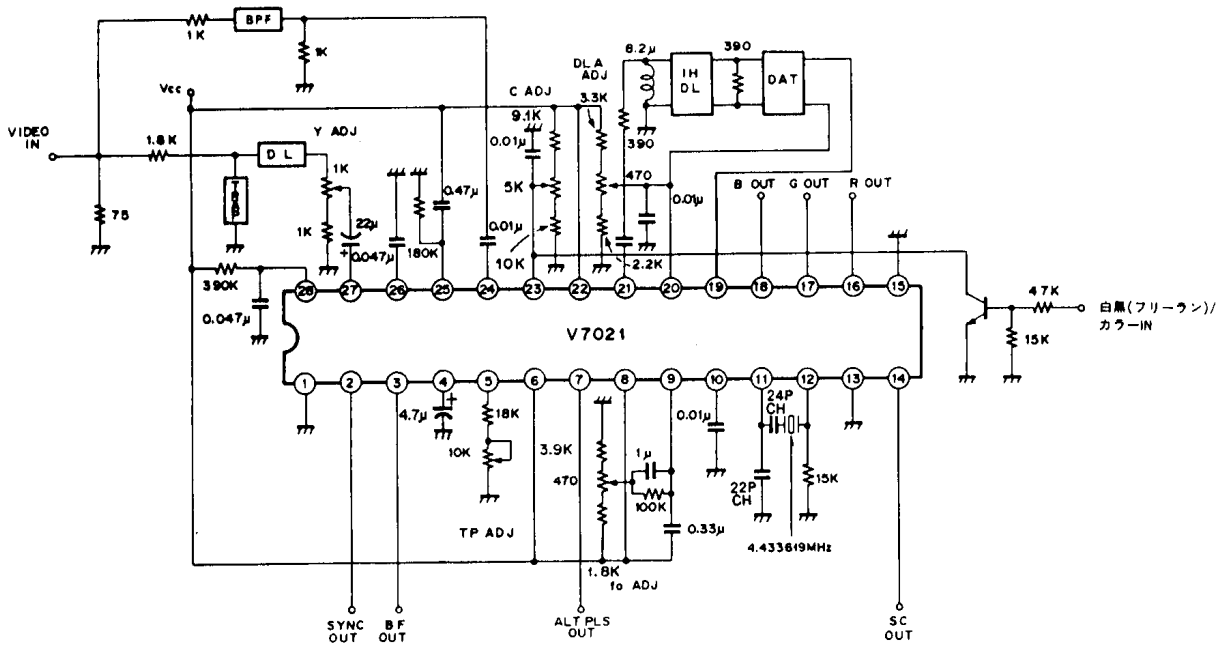 1K
BPF
1K
Vcc
VIDEO IN
1.8K
DL
TRAP
75
Y ADJ
1K
1K
22μ
+
0.047μ
180K
0.47μ
0.01μ
C ADJ
9.1K
0.01μ
5K
10K
DLA ADJ
3.3K
470
2.2K
8.2μ
390
1H DL
390
DAT
0.01μ
B OUT
G OUT
R OUT
390K
0.047μ
28
27
26
25
24
23
22
21
20
19
18
17
16
15
V7021
1
2
3
4
5
6
7
8
9
10
11
12
13
14
47K
15K
白黒(フリーラン)/
カラーIN
4.7μ
+
18K
10K
TP ADJ
3.9K
470
1.8K
fo ADJ
1μ
100K
0.33μ
0.01μ
24P
CH
22P
CH
15K
4.433619MHz
SYNC OUT
BF OUT
ALT PLS OUT
SC OUT